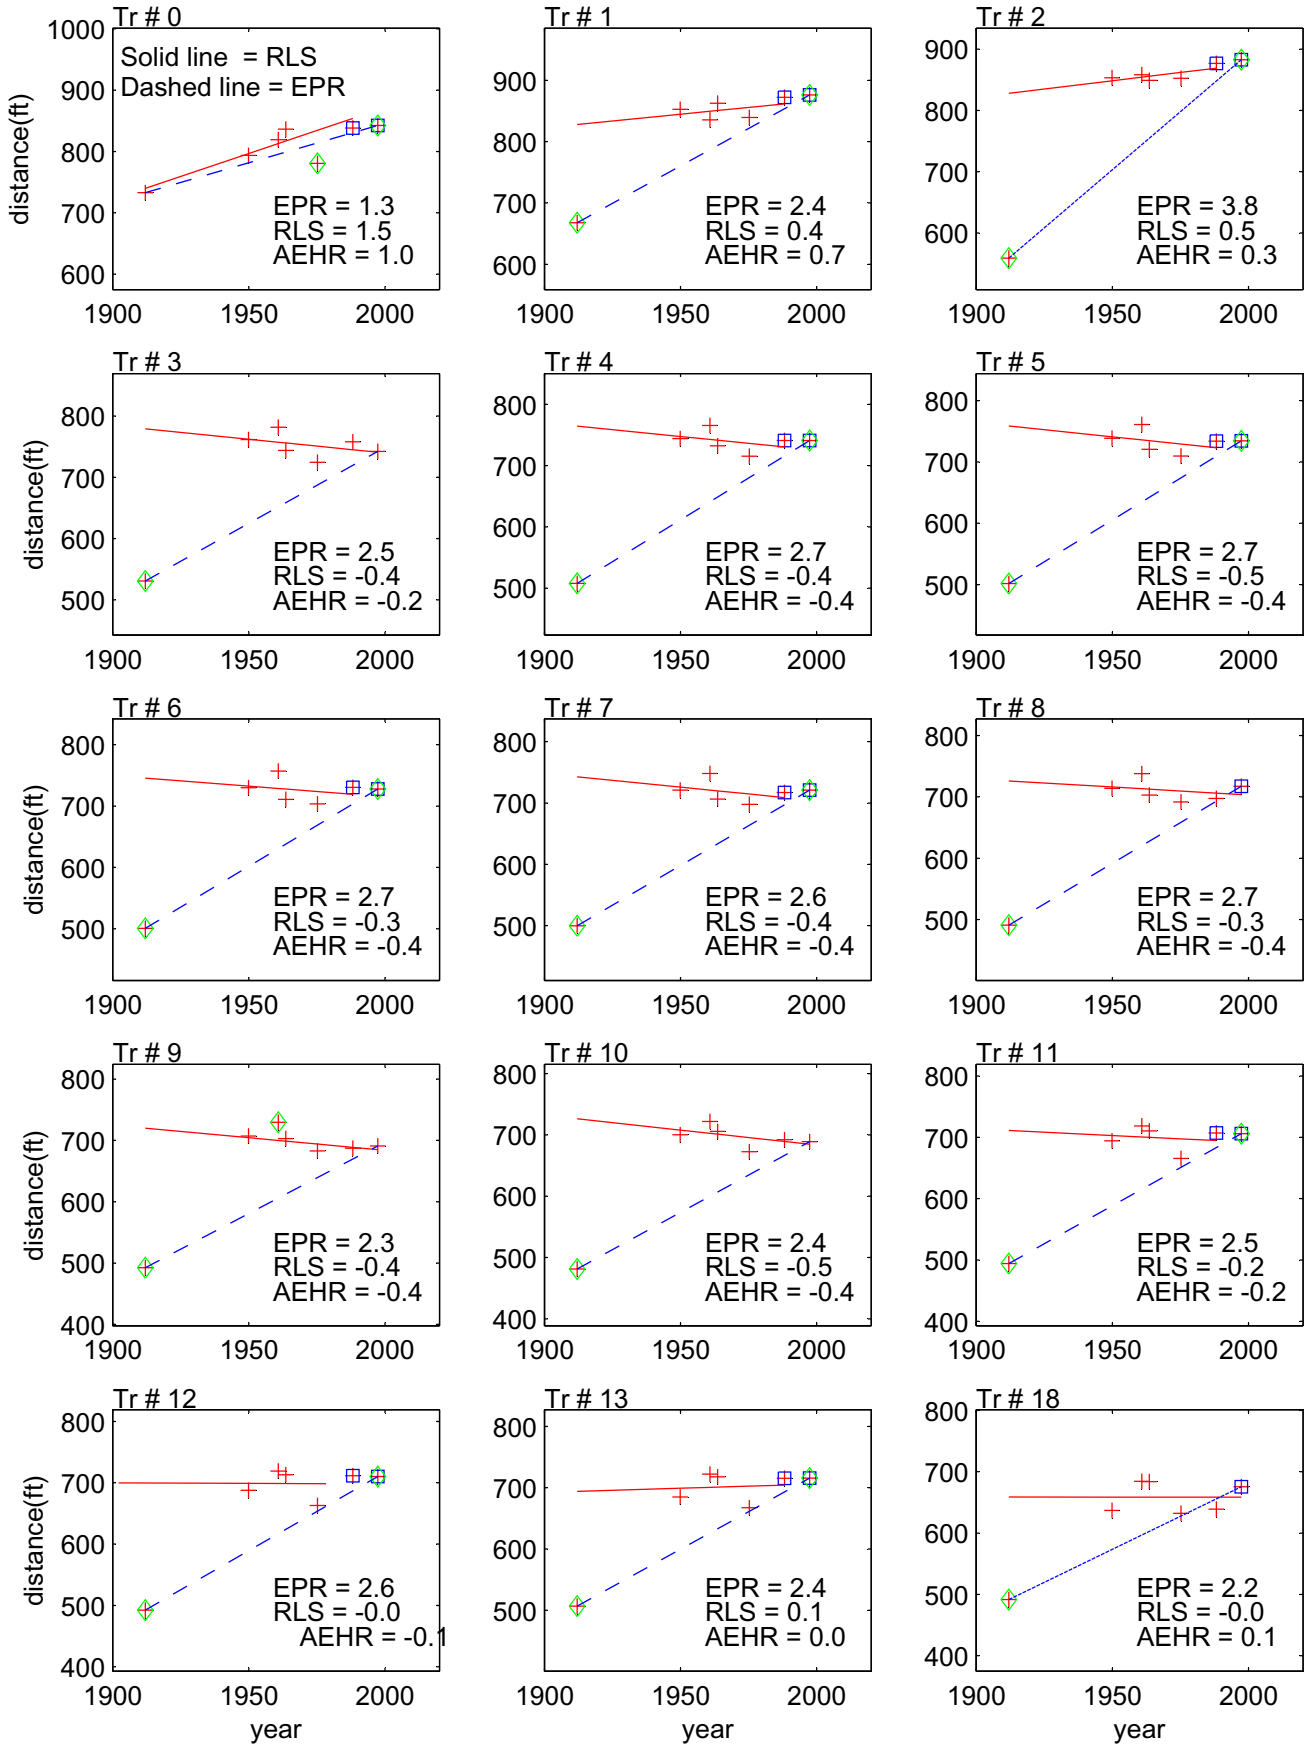 Tr # 0
Solid line = RLS
Dashed line = EPR
distance(ft)
1000
900
800
700
600
EPR = 1.3
RLS = 1.5
AEHR = 1.0
1900 1950 2000
Tr # 1
900
800
700
600
EPR = 2.4
RLS = 0.4
AEHR = 0.7
1900 1950 2000
Tr # 2
900
800
700
600
EPR = 3.8
RLS = 0.5
AEHR = 0.3
1900 1950 2000
Tr # 3
distance(ft)
800
700
600
500
EPR = 2.5
RLS = -0.4
AEHR = -0.2
1900 1950 2000
Tr # 4
800
700
600
500
EPR = 2.7
RLS = -0.4
AEHR = -0.4
1900 1950 2000
Tr # 5
800
700
600
500
EPR = 2.7
RLS = -0.5
AEHR = -0.4
1900 1950 2000
Tr # 6
distance(ft)
800
700
600
500
EPR = 2.7
RLS = -0.3
AEHR = -0.4
1900 1950 2000
Tr # 7
800
700
600
500
EPR = 2.6
RLS = -0.4
AEHR = -0.4
1900 1950 2000
Tr # 8
800
700
600
500
EPR = 2.7
RLS = -0.3
AEHR = -0.4
1900 1950 2000
Tr # 9
distance(ft)
800
700
600
500
400
EPR = 2.3
RLS = -0.4
AEHR = -0.4
1900 1950 2000
Tr # 10
800
700
600
500
400
EPR = 2.4
RLS = -0.5
AEHR = -0.4
1900 1950 2000
Tr # 11
800
700
600
500
400
EPR = 2.5
RLS = -0.2
AEHR = -0.2
1900 1950 2000
Tr # 12
distance(ft)
800
700
600
500
400
EPR = 2.6
RLS = -0.0
AEHR = -0.1
1900 1950 2000
year
Tr # 13
800
700
600
500
EPR = 2.4
RLS = 0.1
AEHR = 0.0
1900 1950 2000
year
Tr # 18
800
700
600
500
400
EPR = 2.2
RLS = -0.0
AEHR = 0.1
1900 1950 2000
year